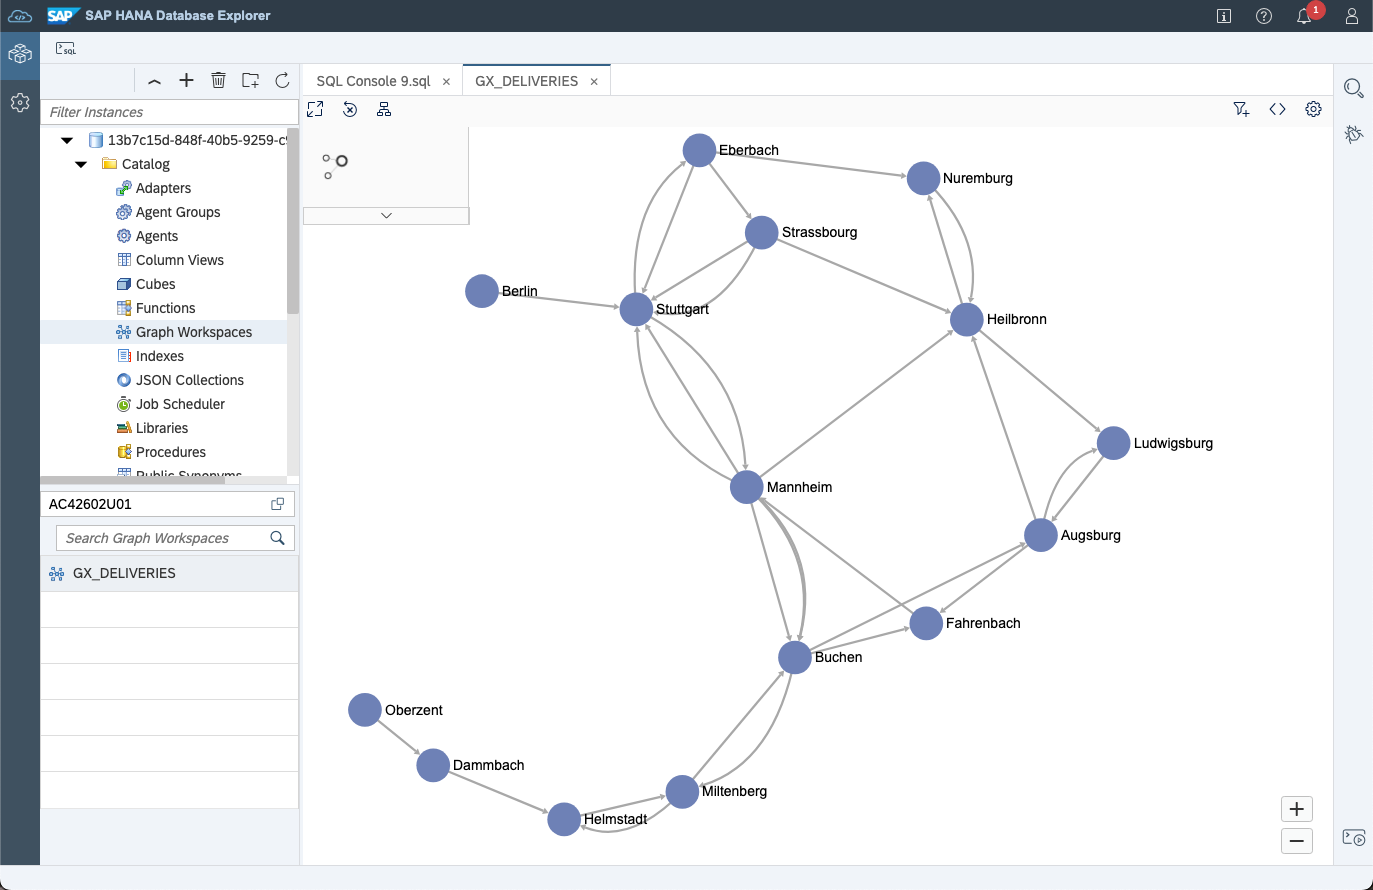 SAP SAP HANA Database Explorer
1
SQL
SQL Console 9.sql
GX_DELIVERIES
Filter Instances
13b7c15d-848f-40b5-9259-c
Catalog
Adapters
Agent Groups
Agents
Column Views
Cubes
Functions
Graph Workspaces
Indexes
JSON Collections
Job Scheduler
Libraries
Procedures
Public Synonyms
AC42602U01
Search Graph Workspaces
GX_DELIVERIES
Eberbach
Nuremburg
Strassbourg
Berlin
Stuttgart
Heilbronn
Ludwigsburg
Mannheim
Augsburg
Fahrenbach
Buchen
Oberzent
Dammbach
Miltenberg
Helmstadt